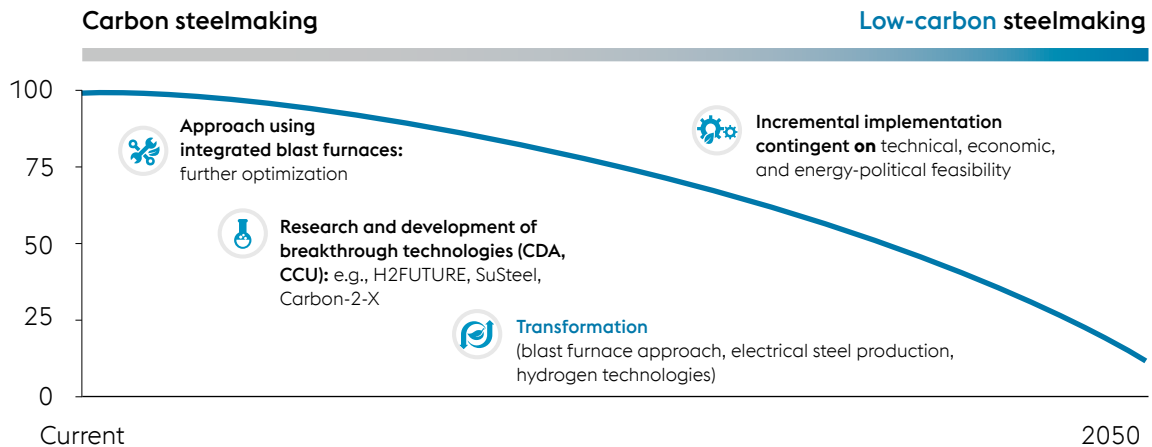 Carbon steelmaking
Low-carbon steelmaking
100
75
50
25
0
Approach using
integrated blast furnaces:
further optimization
Incremental implementation
contingent on technical, economic,
and energy-political feasibility
Research and development of
breakthrough technologies (CDA,
CCU): e.g., H2FUTURE, SuSteel,
Carbon-2-X
Transformation
(blast furnace approach, electrical steel production,
hydrogen technologies)
Current
2050